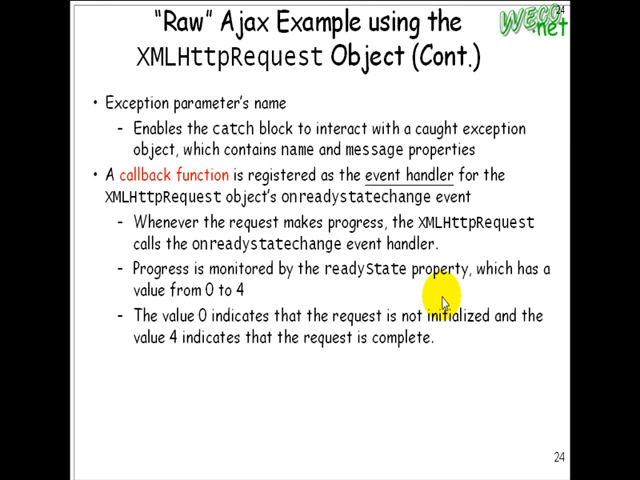 "Raw" Ajax Example using the
XMLHttpRequest Object (Cont.)
24
WECO
.net
• Exception parameter's name
– Enables the catch block to interact with a caught exception
object, which contains name and message properties
• A callback function is registered as the event handler for the
XMLHttpRequest object's onreadystatechange event
– Whenever the request makes progress, the XMLHttpRequest
calls the onreadystatechange event handler.
– Progress is monitored by the readyState property, which has a
value from 0 to 4
– The value 0 indicates that the request is not initialized and the
value 4 indicates that the request is complete.
24